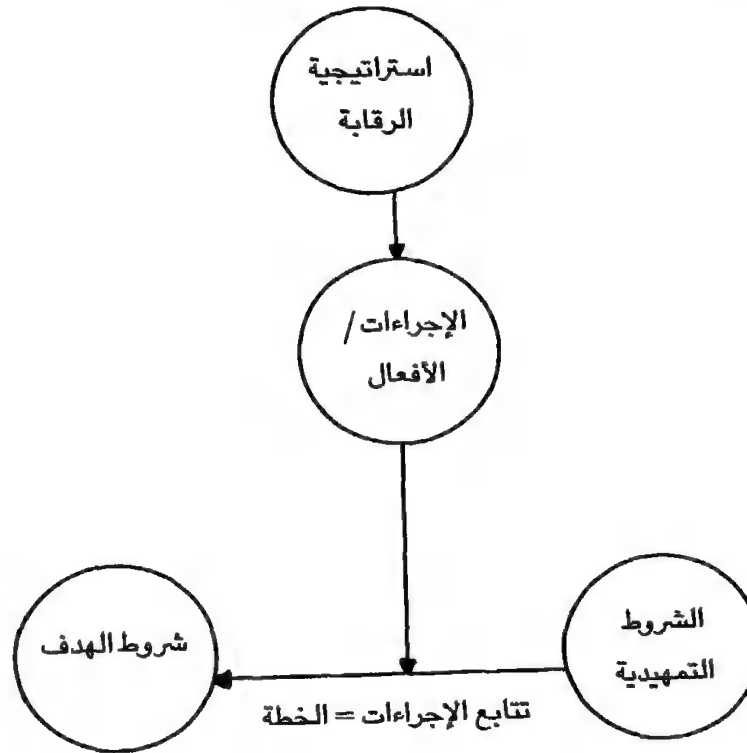 استراتيجية
الرقابة
الإجراءات /
الأفعال
الشروط
التمهيدية
شروط الهدف
تتابع الإجراءات = الخطة